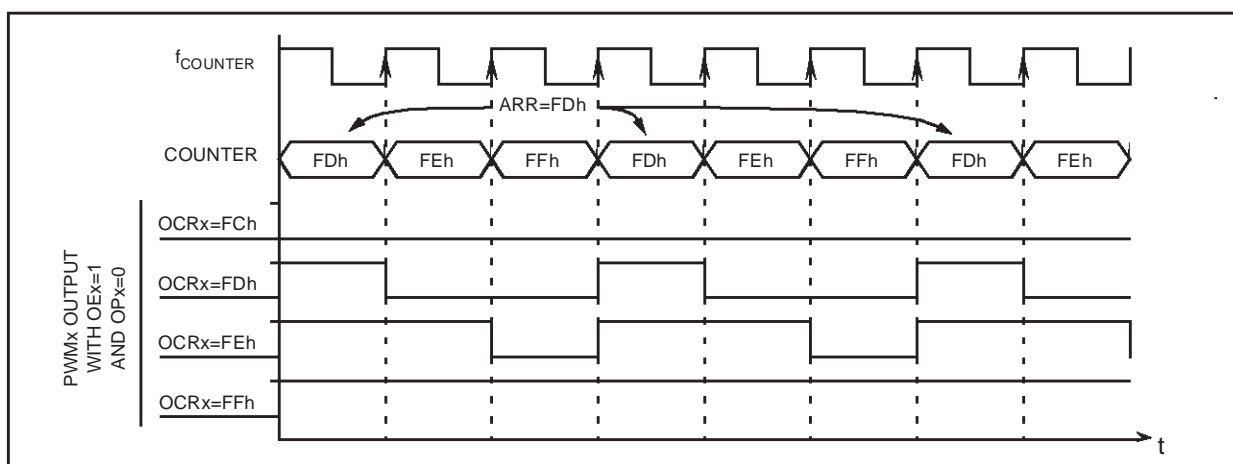 fCOUNTER
ARR=FDh
COUNTER
FDh FEh FFh FDh FEh FFh FDh FEh
PWMx OUTPUT
WITH OEx=1
AND OPx=0
OCRx=FCh
OCRx=FDh
OCRx=FEh
OCRx=FFh
t